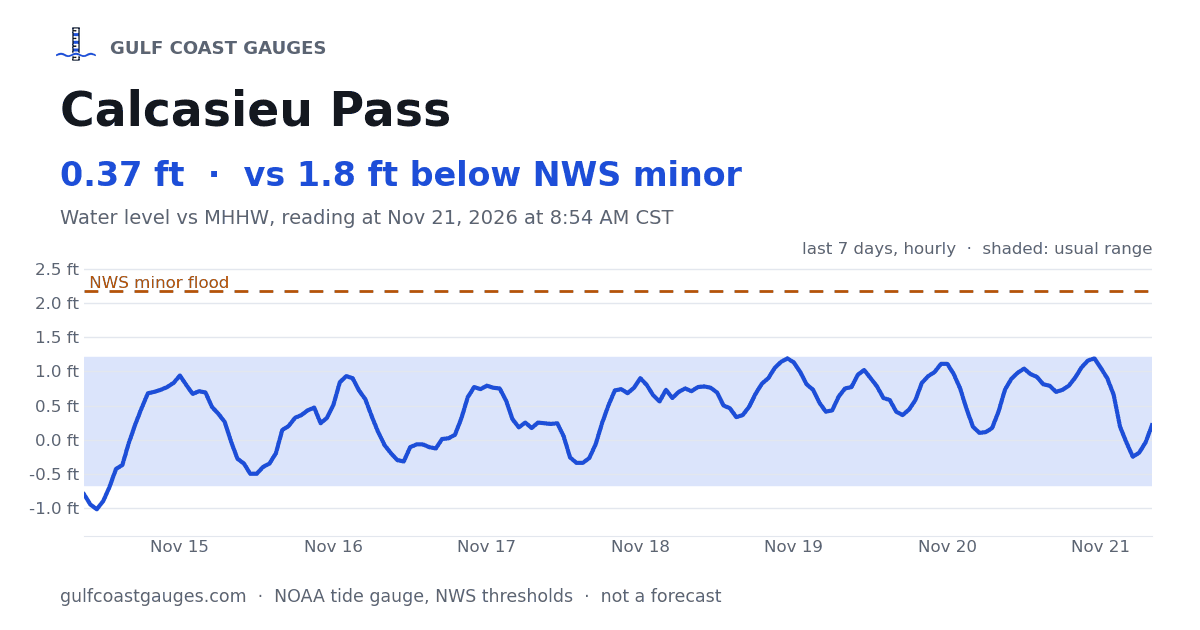 GULF COAST GAUGES
Calcasieu Pass
0.37 ft · vs 1.8 ft below NWS minor
Water level vs MHHW, reading at Nov 21, 2026 at 8:54 AM CST
last 7 days, hourly · shaded: usual range
2.5 ft
NWS minor flood
2.0 ft
1.5 ft
1.0 ft
0.5 ft
0.0 ft
-0.5 ft
-1.0 ft
Nov 15 Nov 16 Nov 17 Nov 18 Nov 19 Nov 20 Nov 21
gulfcoastgauges.com · NOAA tide gauge, NWS thresholds · not a forecast